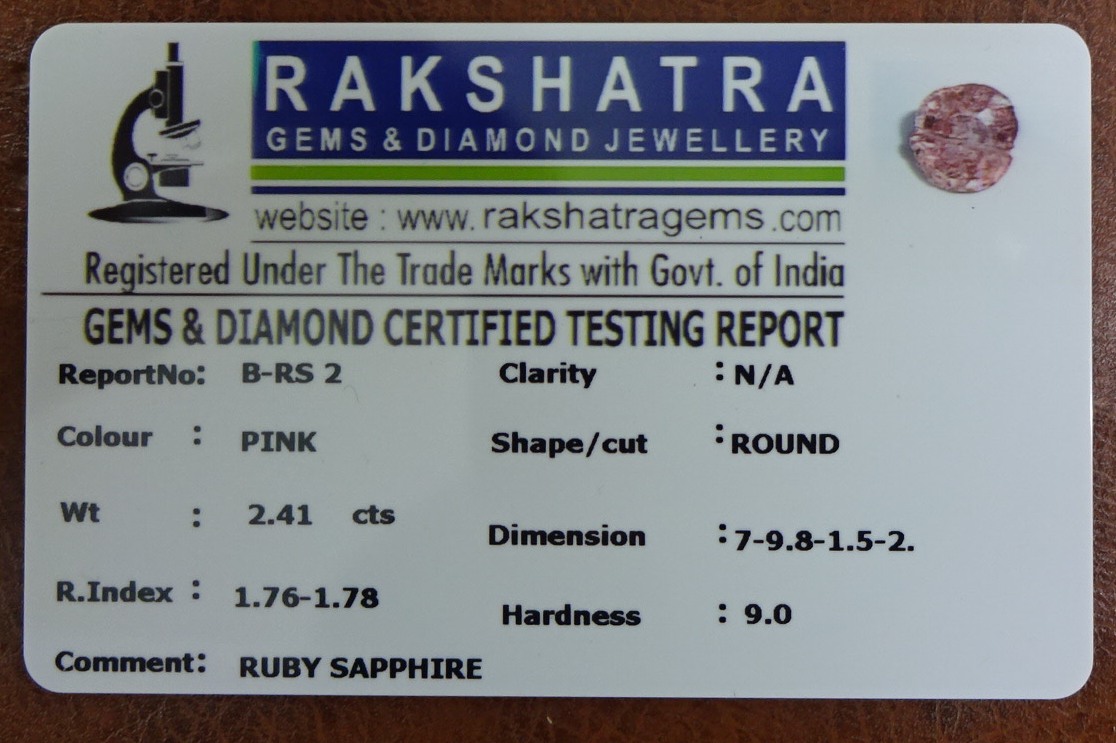 RAKSHATRA
GEMS & DIAMOND JEWELLERY
website : www.rakshatragems.com
Registered Under The Trade Marks with Govt. of India
GEMS & DIAMOND CERTIFIED TESTING REPORT
ReportNo: B-RS 2 Clarity : N/A
Colour : PINK Shape/cut : ROUND
Wt : 2.41 cts Dimension : 7-9.8-1.5-2.
R.Index : 1.76-1.78 Hardness : 9.0
Comment: RUBY SAPPHIRE